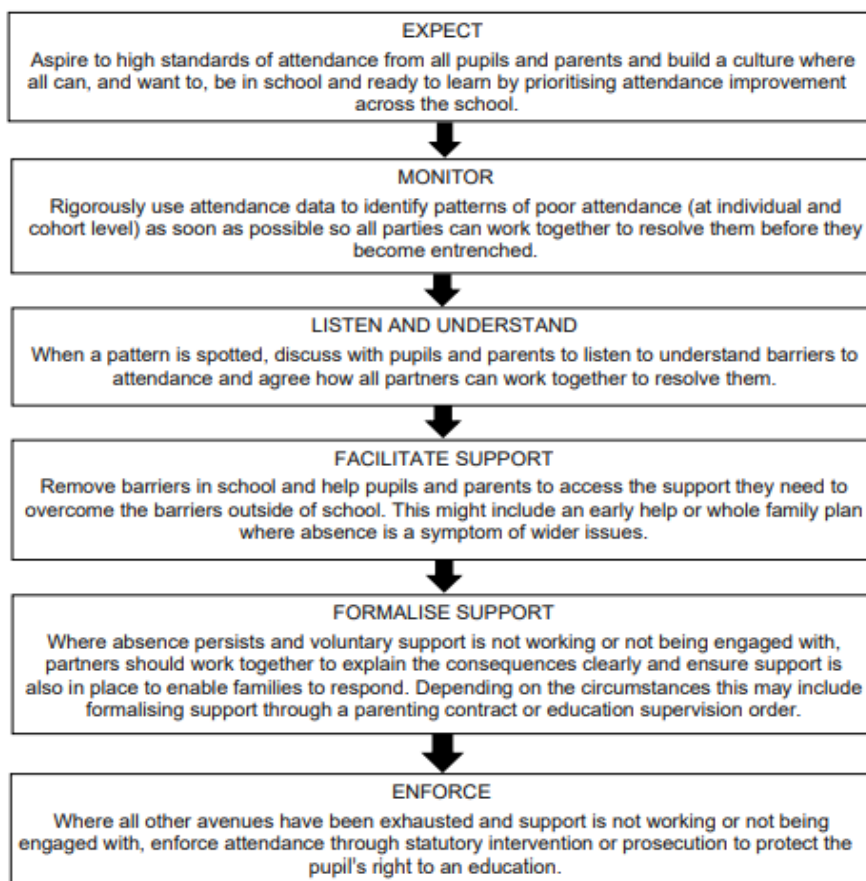 EXPECT
Aspire to high standards of attendance from all pupils and parents and build a culture where
all can, and want to, be in school and ready to learn by prioritising attendance improvement
across the school.
MONITOR
Rigorously use attendance data to identify patterns of poor attendance (at individual and
cohort level) as soon as possible so all parties can work together to resolve them before they
become entrenched.
LISTEN AND UNDERSTAND
When a pattern is spotted, discuss with pupils and parents to listen to understand barriers to
attendance and agree how all partners can work together to resolve them.
FACILITATE SUPPORT
Remove barriers in school and help pupils and parents to access the support they need to
overcome the barriers outside of school. This might include an early help or whole family plan
where absence is a symptom of wider issues.
FORMALISE SUPPORT
Where absence persists and voluntary support is not working or not being engaged with,
partners should work together to explain the consequences clearly and ensure support is
also in place to enable families to respond. Depending on the circumstances this may include
formalising support through a parenting contract or education supervision order.
ENFORCE
Where all other avenues have been exhausted and support is not working or not being
engaged with, enforce attendance through statutory intervention or prosecution to protect the
pupil's right to an education.